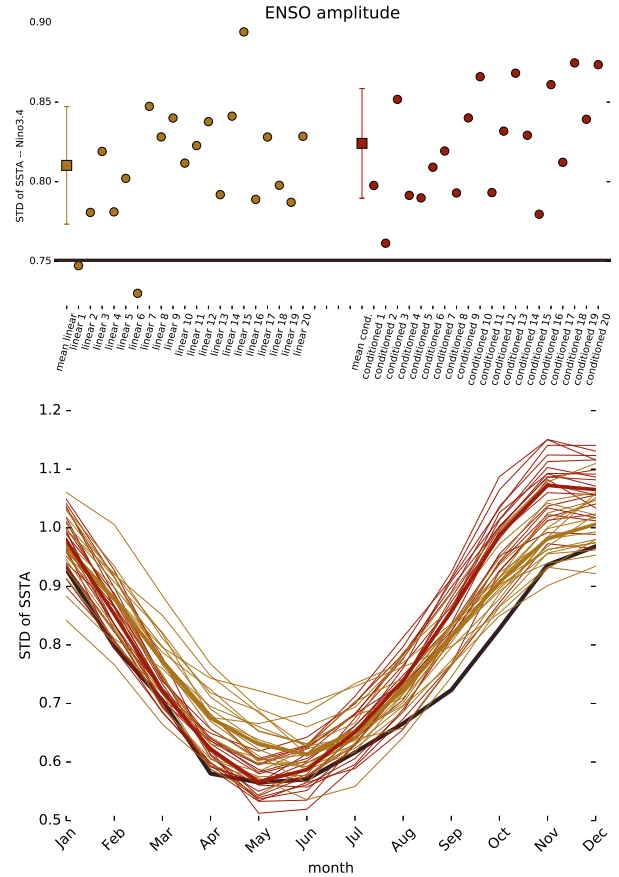 ENSO amplitude
STD of SSTA -- Nino3.4
0.90
0.85
0.80
0.75
mean linear
linear 1
linear 2
linear 3
linear 4
linear 5
linear 6
linear 7
linear 8
linear 9
linear 10
linear 11
linear 12
linear 13
linear 14
linear 15
linear 16
linear 17
linear 18
linear 19
linear 20
mean cond.
conditioned 1
conditioned 2
conditioned 3
conditioned 4
conditioned 5
conditioned 6
conditioned 7
conditioned 8
conditioned 9
conditioned 10
conditioned 11
conditioned 12
conditioned 13
conditioned 14
conditioned 15
conditioned 16
conditioned 17
conditioned 18
conditioned 19
conditioned 20
STD of SSTA
1.2
1.1
1.0
0.9
0.8
0.7
0.6
0.5
Jan
Feb
Mar
Apr
May
Jun
Jul
Aug
Sep
Oct
Nov
Dec
month